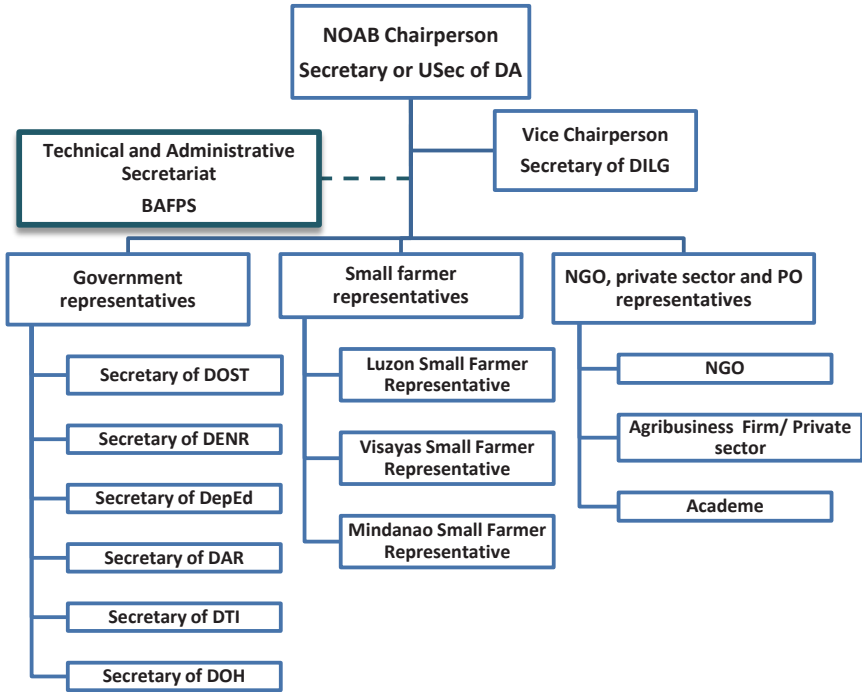 NOAB Chairperson
Secretary or USec of DA
Vice Chairperson
Secretary of DILG
Technical and Administrative
Secretariat
BAFPS
Government
representatives
Secretary of DOST
Secretary of DENR
Secretary of DepEd
Secretary of DAR
Secretary of DTI
Secretary of DOH
Small farmer
representatives
Luzon Small Farmer
Representative
Visayas Small Farmer
Representative
Mindanao Small Farmer
Representative
NGO, private sector and PO
representatives
NGO
Agribusiness Firm/ Private
sector
Academe